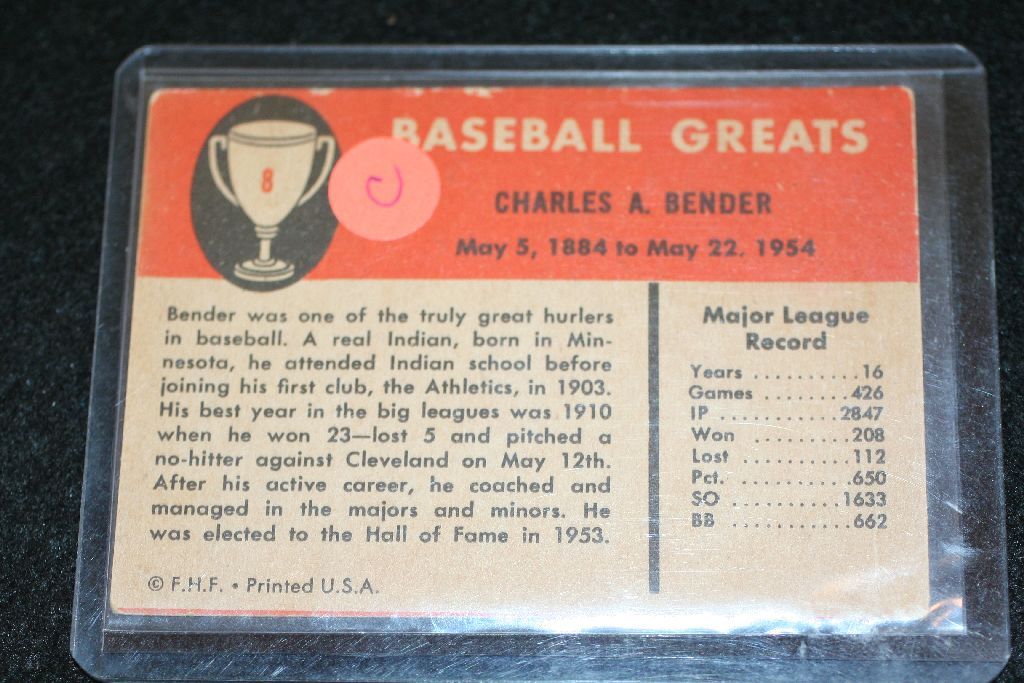 8
BASEBALL GREATS
CHARLES A. BENDER
May 5, 1884 to May 22. 1954
Bender was one of the truly great hurlers
in baseball. A real Indian, born in Min-
nesota, he attended Indian school before
joining his first club, the Athletics, in 1903.
His best year in the big leagues was 1910
when he won 23—lost 5 and pitched a
no-hitter against Cleveland on May 12th.
After his active career, he coached and
managed in the majors and minors. He
was elected to the Hall of Fame in 1953.
© F.H.F. • Printed U.S.A.
Major League
Record
Years ..........16
Games ........426
IP ............2847
Won .........208
Lost ..........112
Pct. ..........650
SO ..........1633
BB ...........662